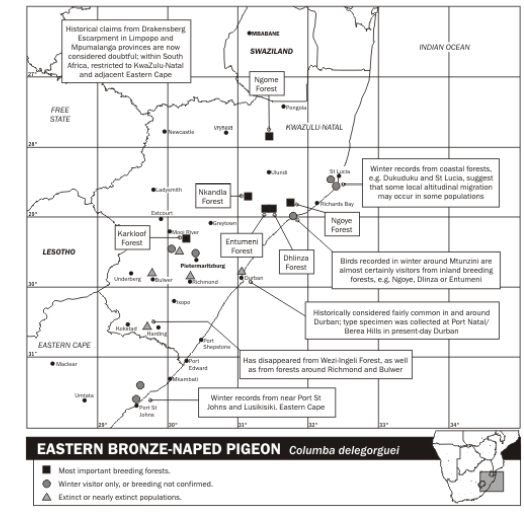 Historical claims from Drakensberg
Escarpment in Limpopo and
Mpumalanga provinces are now
considered doubtful; within South
Africa, restricted to KwaZulu-Natal
and adjacent Eastern Cape
MBABANE
SWAZILAND
INDIAN OCEAN
27°
Ngome
Forest
Pongola
FREE
STATE
Newcastle
Vryheid
KWAZULU-NATAL
28°
Ulundi
St Lucia
Winter records from coastal forests,
e.g. Dukuduku and St Lucia, suggest
that some local altitudinal migration
may occur in some populations
Ladysmith
Nkandla
Forest
Richards Bay
29°
Estcourt
Greytown
Ngoye
Forest
Karkloof
Forest
Mooi River
Entumeni
Forest
Dhlinza
Forest
LESOTHO
Pietermaritzburg
Birds recorded in winter around Mtunzini are
almost certainly visitors from inland breeding
forests, e.g. Ngoye, Dlinza or Entumeni
Underberg
Bulwer
Richmond
Durban
30°
Ixopo
Historically considered fairly common in and around
Durban; type specimen was collected at Port Natal/
Berea Hills in present-day Durban
Kokstad
Harding
EASTERN CAPE
Port
Shepstone
31°
Maclear
Port
Edward
Has disappeared from Wezi-Ingeli Forest, as well
as from forests around Richmond and Bulwer
Mkambati
Umtata
Port St
Johns
Winter records from near Port St
Johns and Lusikisiki, Eastern Cape
29°
30°
31°
32°
33°
34°
EASTERN BRONZE-NAPED PIGEON Columba delegorguei
Most important breeding forests.
Winter visitor only, or breeding not confirmed.
Extinct or nearly extinct populations.